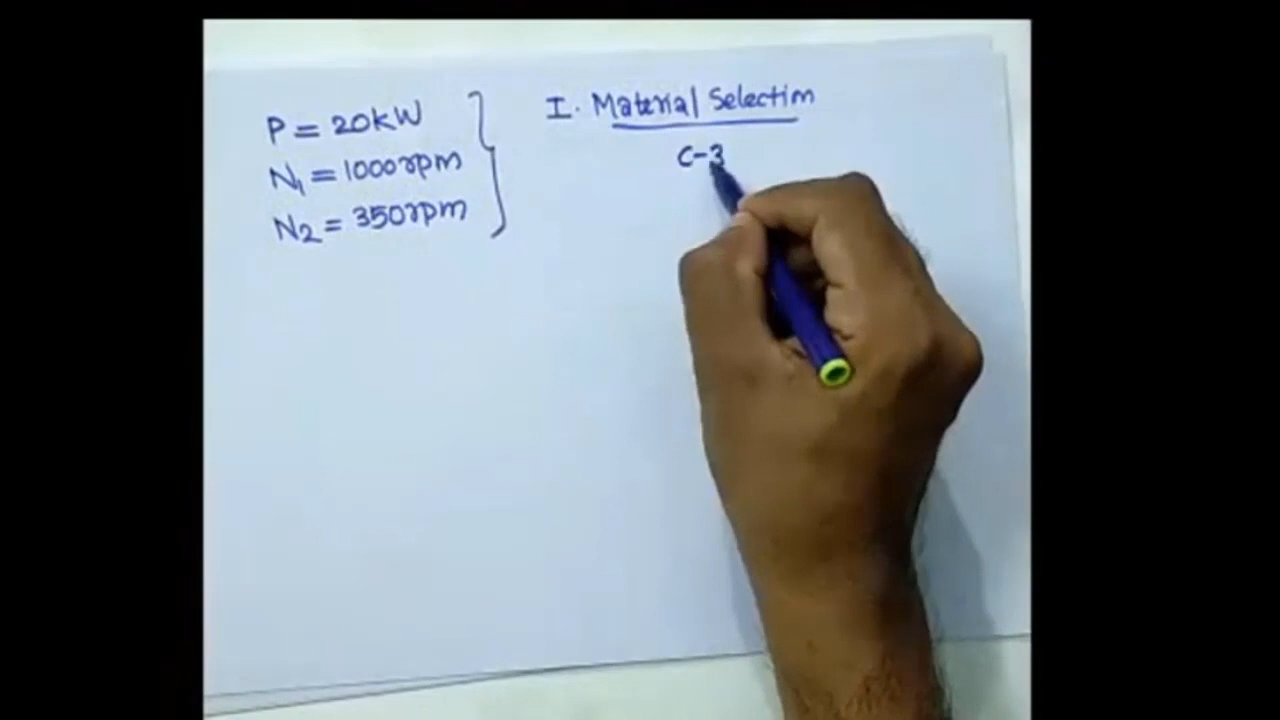 P = 20kW
N1 = 1000rpm
N2 = 350rpm
I. Material Selectim
C-3